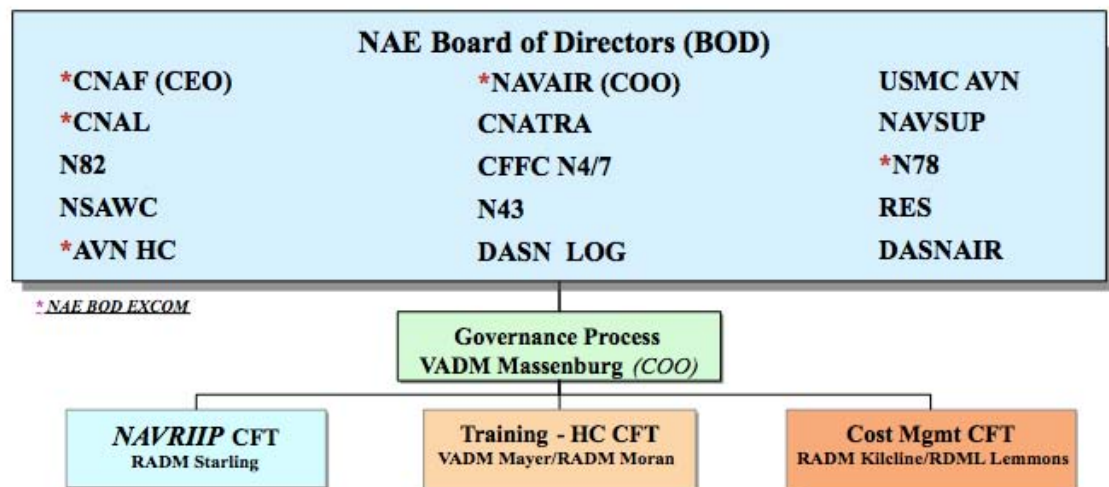 NAE Board of Directors (BOD)
*CNAF (CEO) *NAVAIR (COO) USMC AVN
*CNAL CNATRA NAVSUP
N82 CFFC N4/7 *N78
NSAWC N43 RES
*AVN HC DASN LOG DASNAIR
* NAE BOD EXCOM
Governance Process
VADM Massenburg (COO)
NAVRIIP CFT
RADM Starling
Training - HC CFT
VADM Mayer/RADM Moran
Cost Mgmt CFT
RADM Kilcline/RDML Lemmons